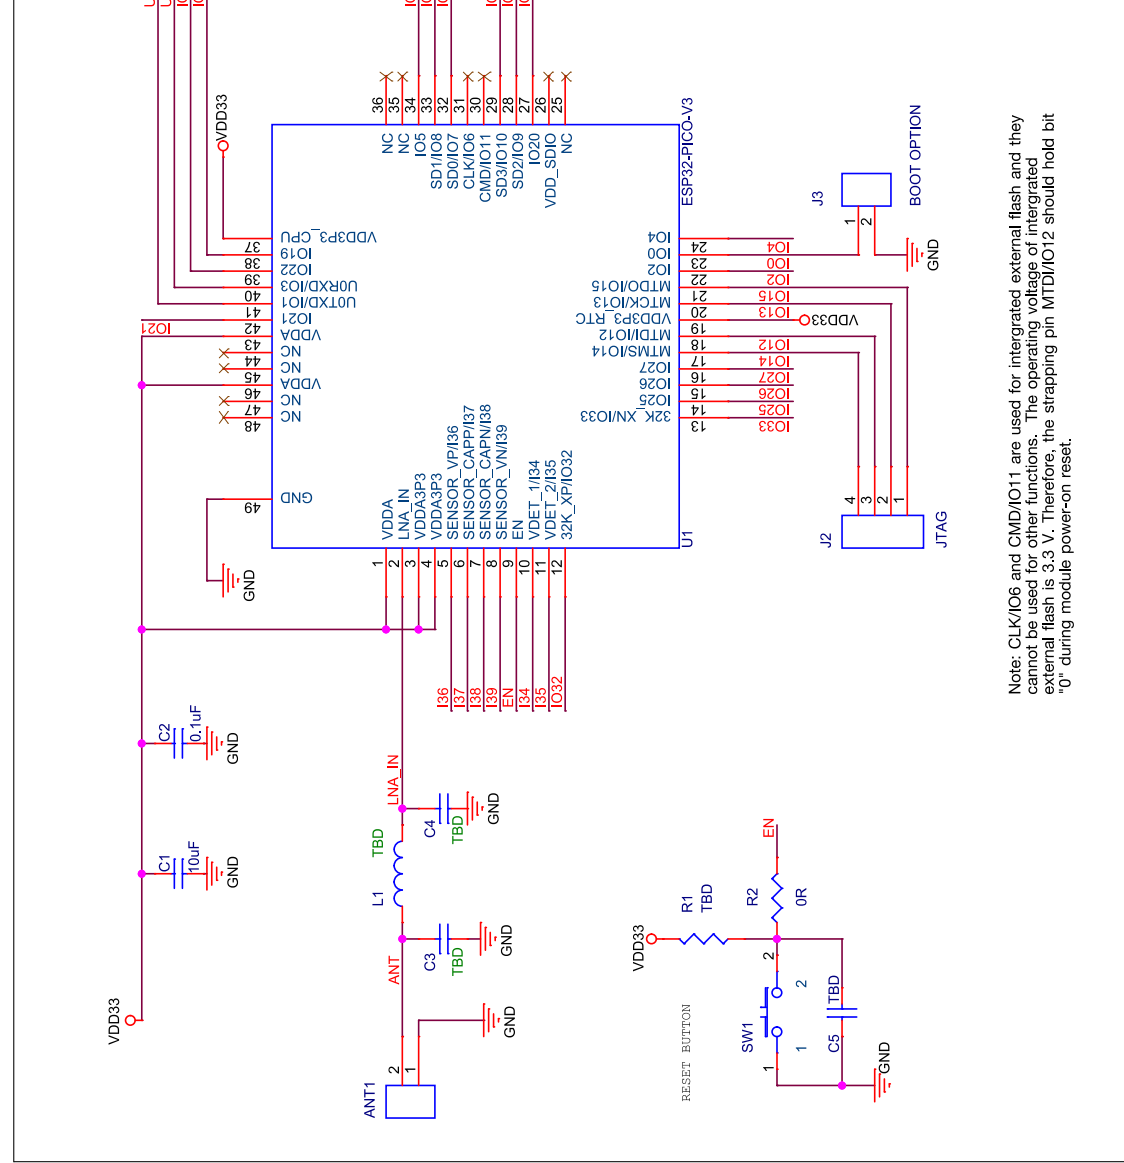 VDD33
C1
10uF
GND
C2
0.1uF
GND
GND
VDD33
IO21
37
38
39
40
41
42
43
44
45
46
47
48
49
VDD3P3_CPU
IO19
IO22
U0RXD/IO3
U0TXD/IO1
IO21
VDDA
NC
NC
VDDA
NC
NC
GND
36
35
34
33
32
31
30
29
28
27
26
25
NC
NC
IO5
SD1/IO8
SD0/IO7
CLK/IO6
CMD/IO11
SD3/IO10
SD2/IO9
IO20
VDD_SDIO
NC
VDDA
LNA_IN
VDDA3P3
VDDA3P3
SENSOR_VP/I36
SENSOR_CAPP/I37
SENSOR_CAPN/I38
SENSOR_VN/I39
EN
VDET_1/I34
VDET_2/I35
32K_XP/IO32
1
2
3
4
5
6
7
8
9
10
11
12
I36
I37
I38
I39
EN
I34
I35
IO32
IO4
IO0
IO2
MTDO/IO15
MTCK/IO13
VDD3P3_RTC
MTDI/IO12
MTMS/IO14
IO27
IO26
IO25
32K_XN/IO33
24
23
22
21
20
19
18
17
16
15
14
13
IO4
IO0
IO2
IO15
IO13
VDD33
IO12
IO14
IO27
IO26
IO25
IO33
ESP32-PICO-V3
U1
ANT1
2
1
GND
ANT
C3
TBD
GND
L1
TBD
LNA_IN
C4
TBD
GND
J3
1
2
BOOT OPTION
GND
J2
4
3
2
1
JTAG
RESET BUTTON
VDD33
R1
TBD
R2
0R
EN
SW1
1
2
1
2
C5
TBD
GND
Note: CLK/IO6 and CMD/IO11 are used for intergrated external flash and they
cannot be used for other functions. The operating voltage of intergrated
external flash is 3.3 V. Therefore, the strapping pin MTDI/IO12 should hold bit
"0" during module power-on reset.